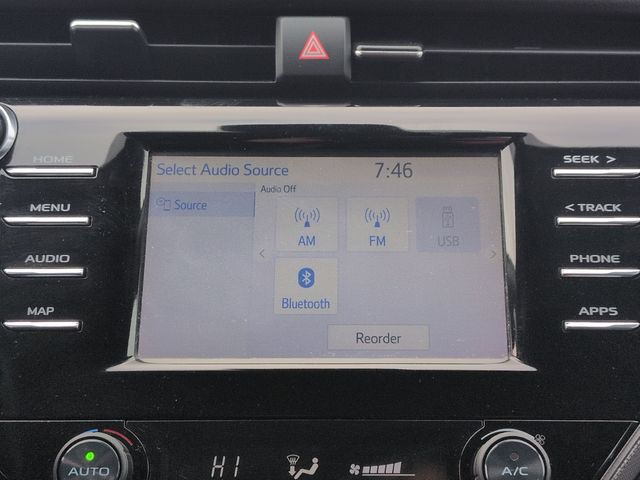 HOME
MENU
AUDIO
MAP
Select Audio Source 7:46
Source
Audio Off
AM FM USB
Bluetooth
Reorder
SEEK >
< TRACK
PHONE
APPS
AUTO HI A/C